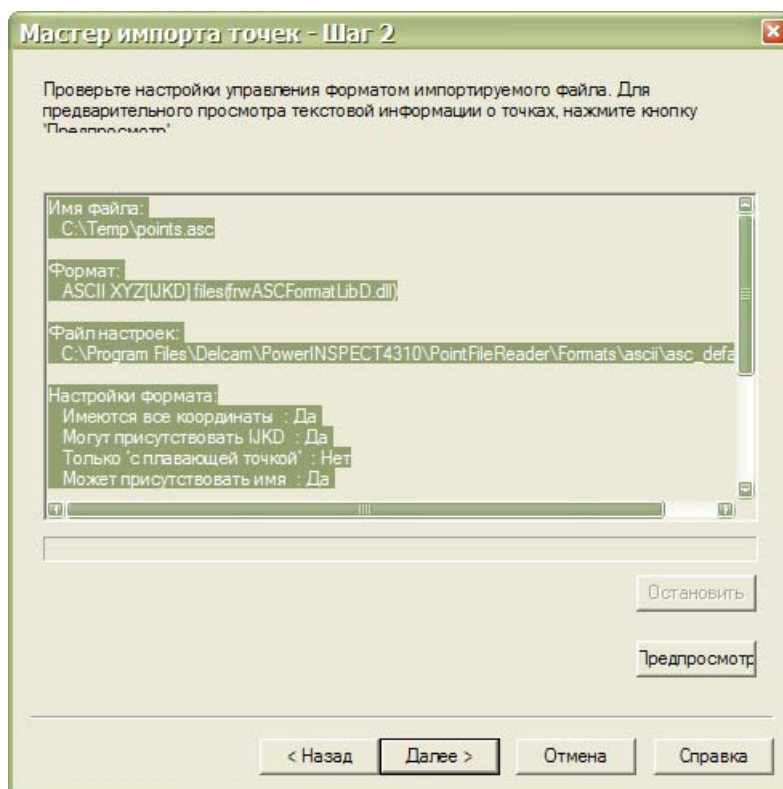 Мастер импорта точек - Шаг 2
Проверьте настройки управления форматом импортируемого файла. Для
предварительного просмотра текстовой информации о точках, нажмите кнопку
'Предпросмотр'
Имя файла:
C:\Temp\points.asc
Формат:
ASCII XYZ[IJKD] files(frwASCFormatLibD.dll)
Файл настроек:
C:\Program Files\Delcam\PowerINSPECT4310\PointFileReader\Formats\ascii\asc_defa
Настройки формата:
Имеются все координаты : Да
Могут присутствовать IJKD : Да
Только 'с плавающей точкой' : Нет
Может присутствовать имя : Да
Остановить
Предпросмотр
< Назад
Далее >
Отмена
Справка